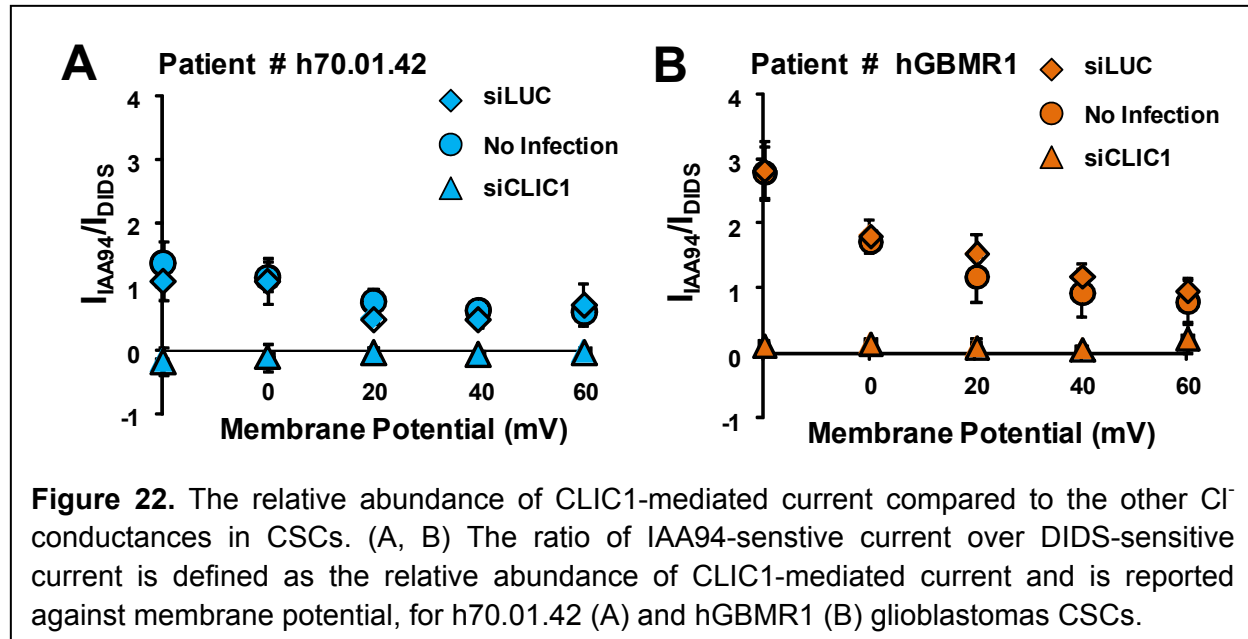 A
Patient # h70.01.42
siLUC
No Infection
siCLIC1
I_IAA94/I_DIDS
4
3
2
1
0
-1
0
20
40
60
Membrane Potential (mV)
B
Patient # hGBMR1
siLUC
No Infection
siCLIC1
I_IAA94/I_DIDS
4
3
2
1
0
-1
0
20
40
60
Membrane Potential (mV)
Figure 22. The relative abundance of CLIC1-mediated current compared to the other Cl⁻
conductances in CSCs. (A, B) The ratio of IAA94-senstive current over DIDS-sensitive
current is defined as the relative abundance of CLIC1-mediated current and is reported
against membrane potential, for h70.01.42 (A) and hGBMR1 (B) glioblastomas CSCs.